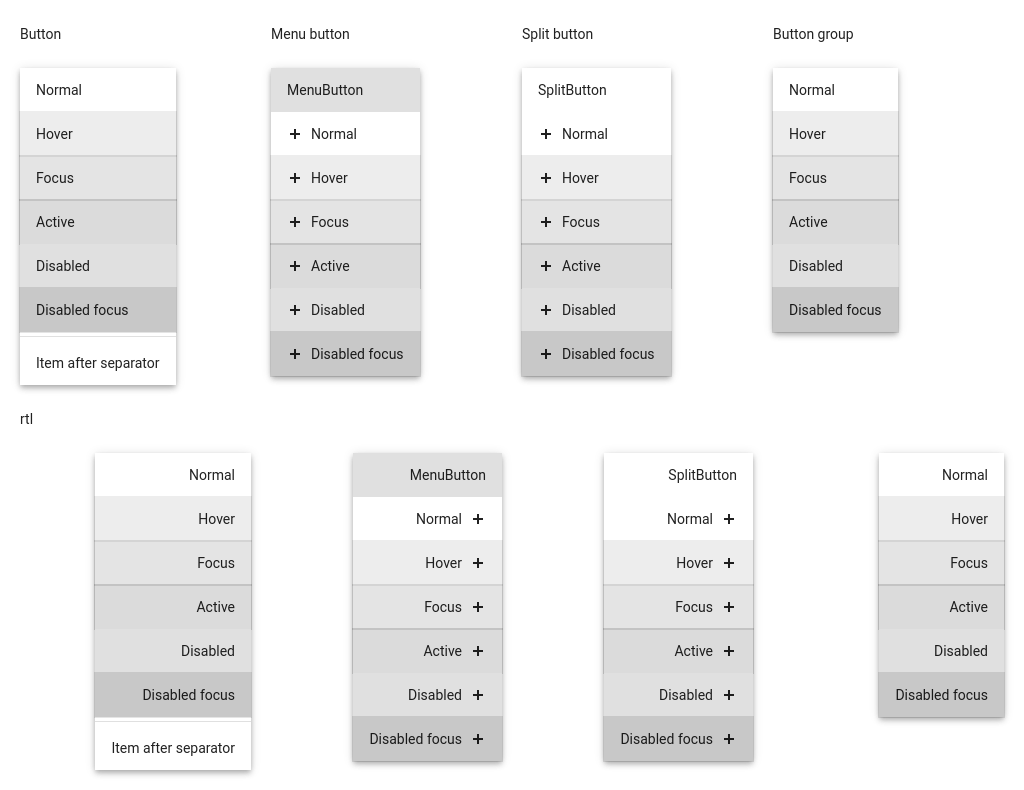 Button
Normal
Hover
Focus
Active
Disabled
Disabled focus
Item after separator
Menu button
MenuButton
Normal
Hover
Focus
Active
Disabled
Disabled focus
Split button
SplitButton
Normal
Hover
Focus
Active
Disabled
Disabled focus
Button group
Normal
Hover
Focus
Active
Disabled
Disabled focus
rtl
Normal
Hover
Focus
Active
Disabled
Disabled focus
Item after separator
MenuButton
Normal
Hover
Focus
Active
Disabled
Disabled focus
SplitButton
Normal
Hover
Focus
Active
Disabled
Disabled focus
Normal
Hover
Focus
Active
Disabled
Disabled focus